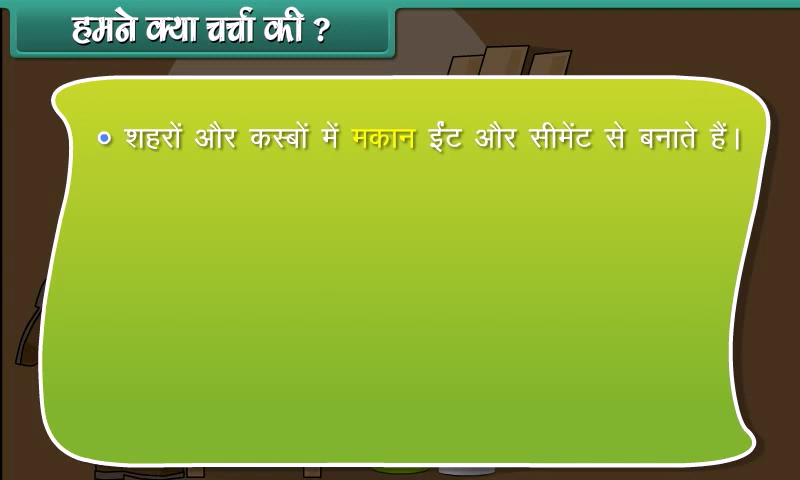 हमने क्या चर्चा की ?
शहरों और कस्बों में मकान ईंट और सीमेंट से बनाते हैं।